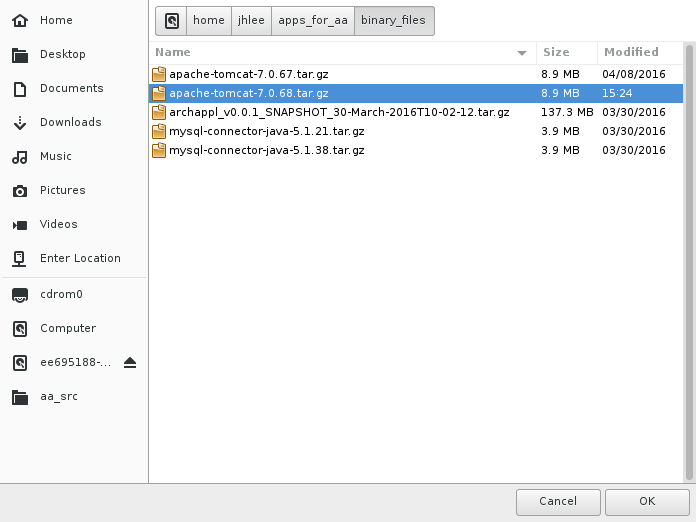 home jhlee apps_for_aa binary_files
Home
Desktop
Documents
Downloads
Music
Pictures
Videos
Enter Location
cdrom0
Computer
ee695188-...
aa_src
Name Size Modified
apache-tomcat-7.0.67.tar.gz 8.9 MB 04/08/2016
apache-tomcat-7.0.68.tar.gz 8.9 MB 15:24
archappl_v0.0.1_SNAPSHOT_30-March-2016T10-02-12.tar.gz 137.3 MB 03/30/2016
mysql-connector-java-5.1.21.tar.gz 3.9 MB 03/30/2016
mysql-connector-java-5.1.38.tar.gz 3.9 MB 03/30/2016
Cancel OK